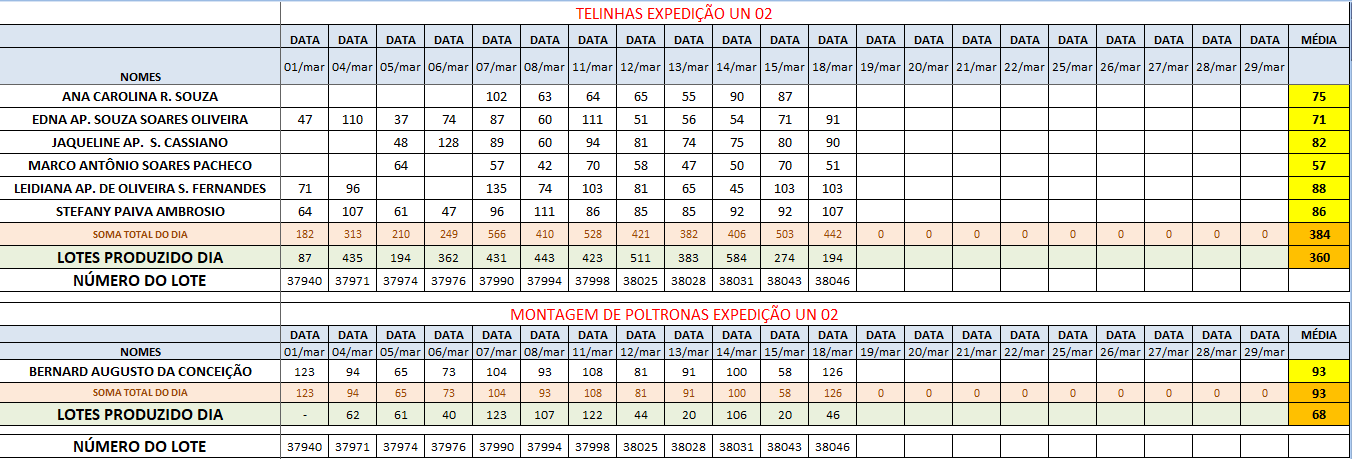 TELINHAS EXPEDIÇÃO UN 02
DATA DATA DATA DATA DATA DATA DATA DATA DATA DATA DATA DATA DATA DATA DATA DATA DATA DATA DATA DATA DATA MÉDIA
NOMES 01/mar 04/mar 05/mar 06/mar 07/mar 08/mar 11/mar 12/mar 13/mar 14/mar 15/mar 18/mar 19/mar 20/mar 21/mar 22/mar 25/mar 26/mar 27/mar 28/mar 29/mar
ANA CAROLINA R. SOUZA 102 63 64 65 55 90 87 75
EDNA AP. SOUZA SOARES OLIVEIRA 47 110 37 74 87 60 111 51 56 54 71 91 71
JAQUELINE AP. S. CASSIANO 48 128 89 60 94 81 74 75 80 90 82
MARCO ANTÔNIO SOARES PACHECO 64 57 42 70 58 47 50 70 51 57
LEIDIANA AP. DE OLIVEIRA S. FERNANDES 71 96 135 74 103 81 65 45 103 103 88
STEFANY PAIVA AMBROSIO 64 107 61 47 96 111 86 85 85 92 92 107 86
SOMA TOTAL DO DIA 182 313 210 249 566 410 528 421 382 406 503 442 0 0 0 0 0 0 0 0 0 384
LOTES PRODUZIDO DIA 87 435 194 362 431 443 423 511 383 584 274 194 360
NÚMERO DO LOTE 37940 37971 37974 37976 37990 37994 37998 38025 38028 38031 38043 38046
MONTAGEM DE POLTRONAS EXPEDIÇÃO UN 02
DATA DATA DATA DATA DATA DATA DATA DATA DATA DATA DATA DATA DATA DATA DATA DATA DATA DATA DATA DATA DATA MÉDIA
NOMES 01/mar 04/mar 05/mar 06/mar 07/mar 08/mar 11/mar 12/mar 13/mar 14/mar 15/mar 18/mar 19/mar 20/mar 21/mar 22/mar 25/mar 26/mar 27/mar 28/mar 29/mar
BERNARD AUGUSTO DA CONCEIÇÃO 123 94 65 73 104 93 108 81 91 100 58 126 93
SOMA TOTAL DO DIA 123 94 65 73 104 93 108 81 91 100 58 126 0 0 0 0 0 0 0 0 0 93
LOTES PRODUZIDO DIA - 62 61 40 123 107 122 44 20 106 20 46 68
NÚMERO DO LOTE 37940 37971 37974 37976 37990 37994 37998 38025 38028 38031 38043 38046